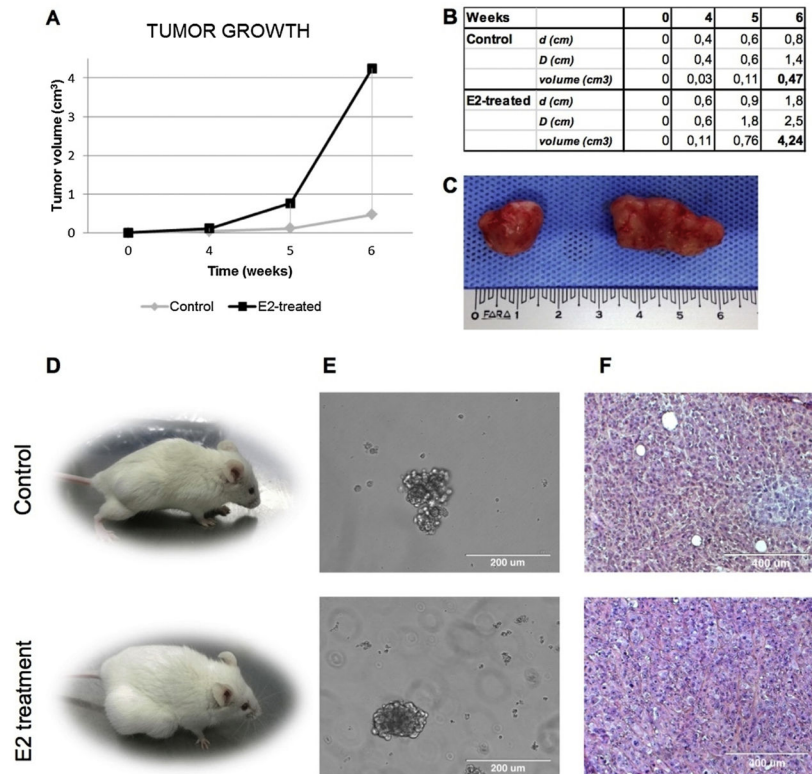 A
TUMOR GROWTH
Tumor volume (cm³)
4
3
2
1
0
0 4 5 6
Time (weeks)
Control E2-treated
B
Weeks 0 4 5 6
Control d (cm) 0 0,4 0,6 0,8
D (cm) 0 0,4 0,6 1,4
volume (cm3) 0 0,03 0,11 0,47
E2-treated d (cm) 0 0,6 0,9 1,8
D (cm) 0 0,6 1,8 2,5
volume (cm3) 0 0,11 0,76 4,24
C
0 FARA 1 2 3 4 5 6
D
E
F
Control
200 um
400 um
E2 treatment
200 um
400 um